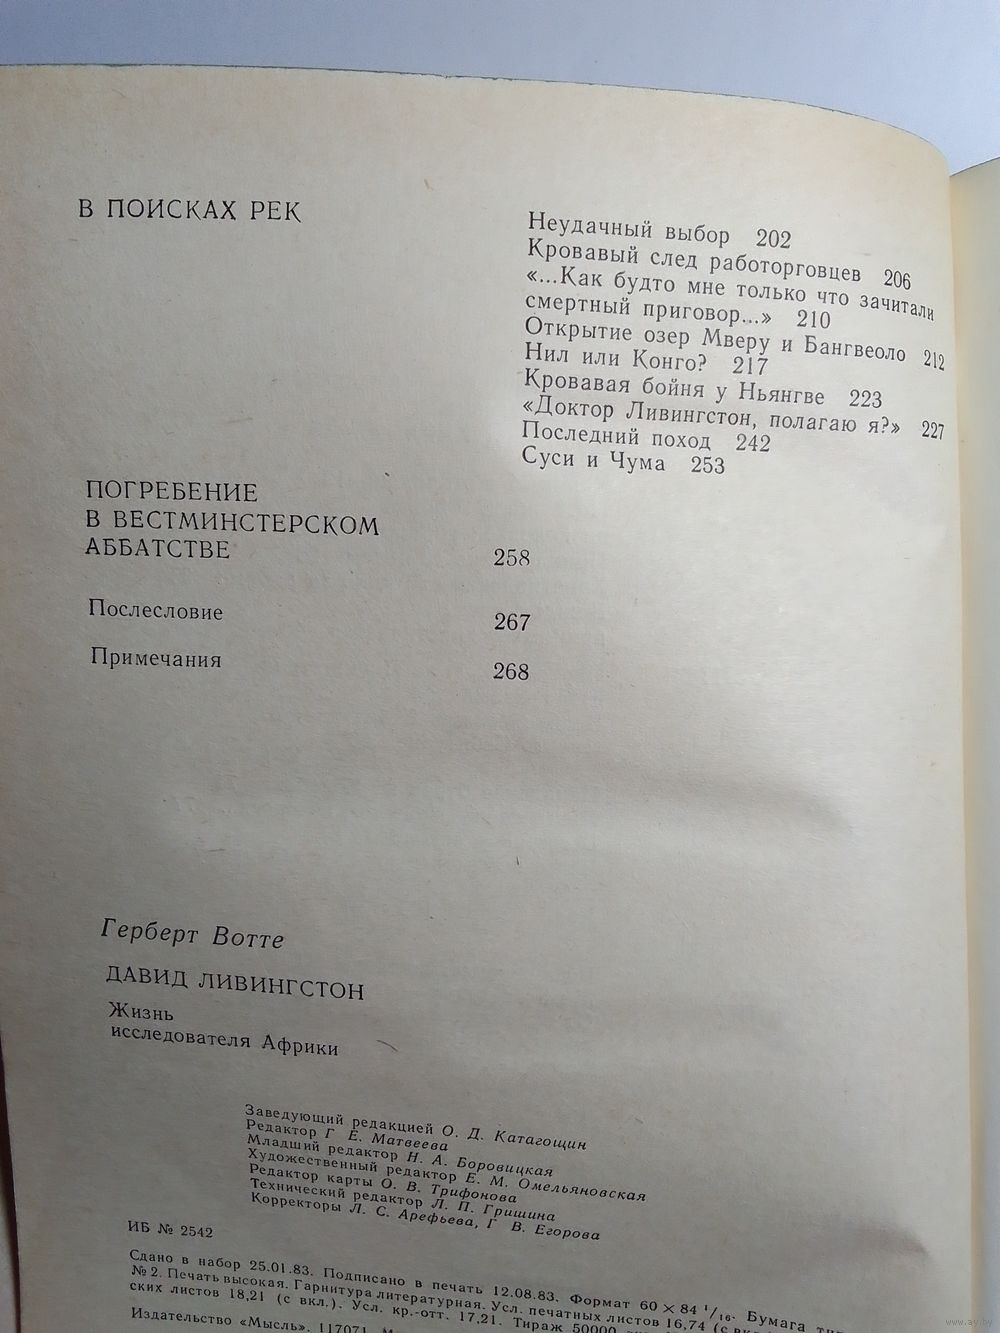 В ПОИСКАХ РЕК
Неудачный выбор 202
Кровавый след работорговцев 206
«...Как будто мне только что зачитали
смертный приговор...» 210
Открытие озер Мверу и Бангвеоло 212
Нил или Конго? 217
Кровавая бойня у Ньянгве 223
«Доктор Ливингстон, полагаю я?» 227
Последний поход 242
Суси и Чума 253
ПОГРЕБЕНИЕ
В ВЕСТМИНСТЕРСКОМ
АББАТСТВЕ 258
Послесловие 267
Примечания 268
Герберт Вотте
ДАВИД ЛИВИНГСТОН
Жизнь
исследователя Африки
Заведующий редакцией О. Д. Катагощин
Редактор Г Е. Матвеева
Младший редактор Н. А. Боровицкая
Художественный редактор Е. М. Омельяновская
Редактор карты О. В. Трифонова
Технический редактор Л. П. Гришина
Корректоры Л. С. Арефьева, Г В. Егорова
ИБ № 2542
Сдано в набор 25.01.83. Подписано в печать 12.08.83. Формат 60 × 84 1/16. Бумага
№ 2. Печать высокая. Гарнитура литературная. Усл. печатных листов 16,74 (с
ских листов 18,21 (с вкл.). Усл. кр.-отт. 17,21. Тираж 50000
Издательство «Мысль». 117071.
www.ay.by